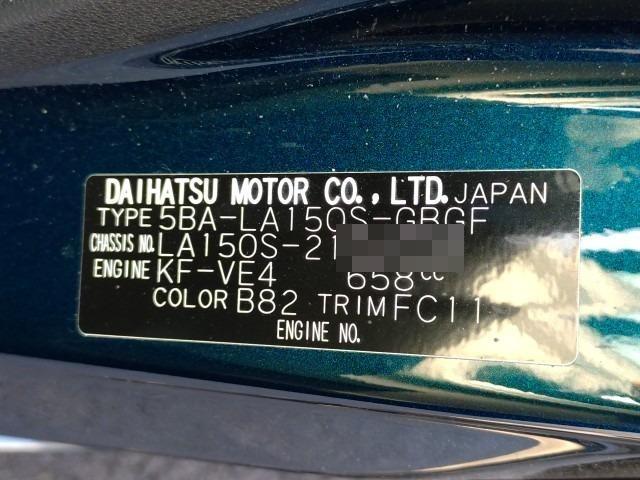 DAIHATSU MOTOR CO., LTD. JAPAN
TYPE 5BA-LA150S-GBGF
CHASSIS NO. LA150S-21
ENGINE KF-VE4 658cc
COLOR B82 TRIM FC11
ENGINE NO.